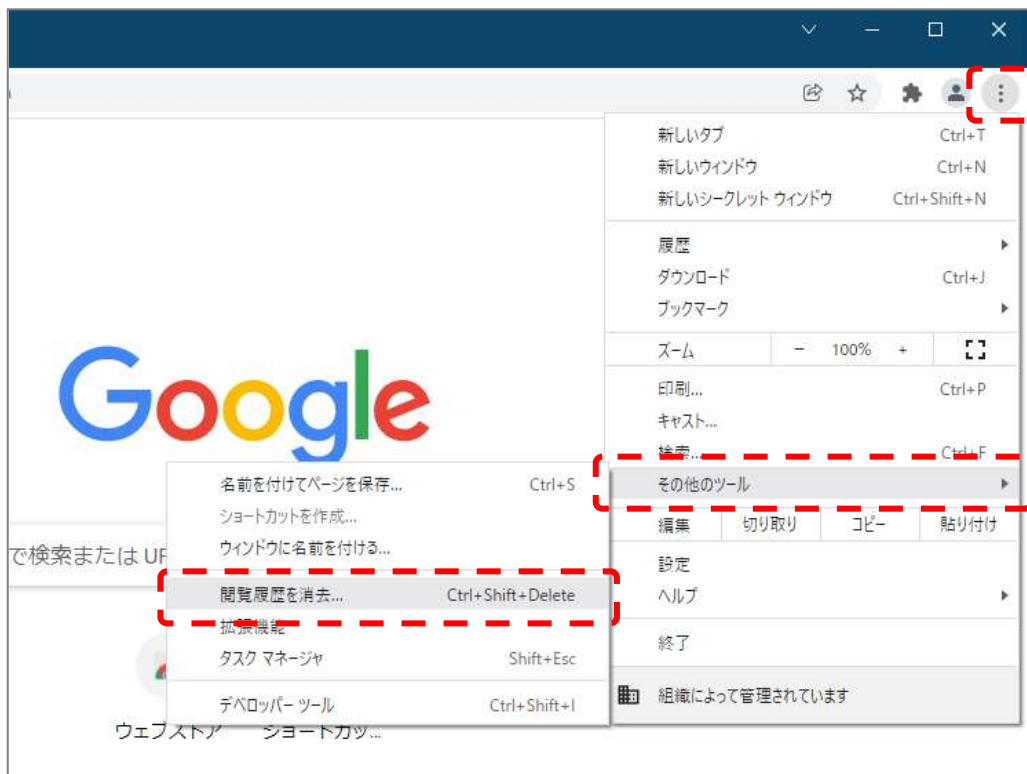 新しいタブ Ctrl+T
新しいウィンドウ Ctrl+N
新しいシークレット ウィンドウ Ctrl+Shift+N
履歴
ダウンロード Ctrl+J
ブックマーク
ズーム − 100% +
印刷... Ctrl+P
キャスト...
検索... Ctrl+F
その他のツール
編集 切り取り コピー 貼り付け
設定
ヘルプ
終了
組織によって管理されています
Google
名前を付けてページを保存... Ctrl+S
ショートカットを作成...
ウィンドウに名前を付ける...
閲覧履歴を消去... Ctrl+Shift+Delete
拡張機能
タスク マネージャ Shift+Esc
デベロッパー ツール Ctrl+Shift+I
で検索または UR
ウェブストア ショートカッ...